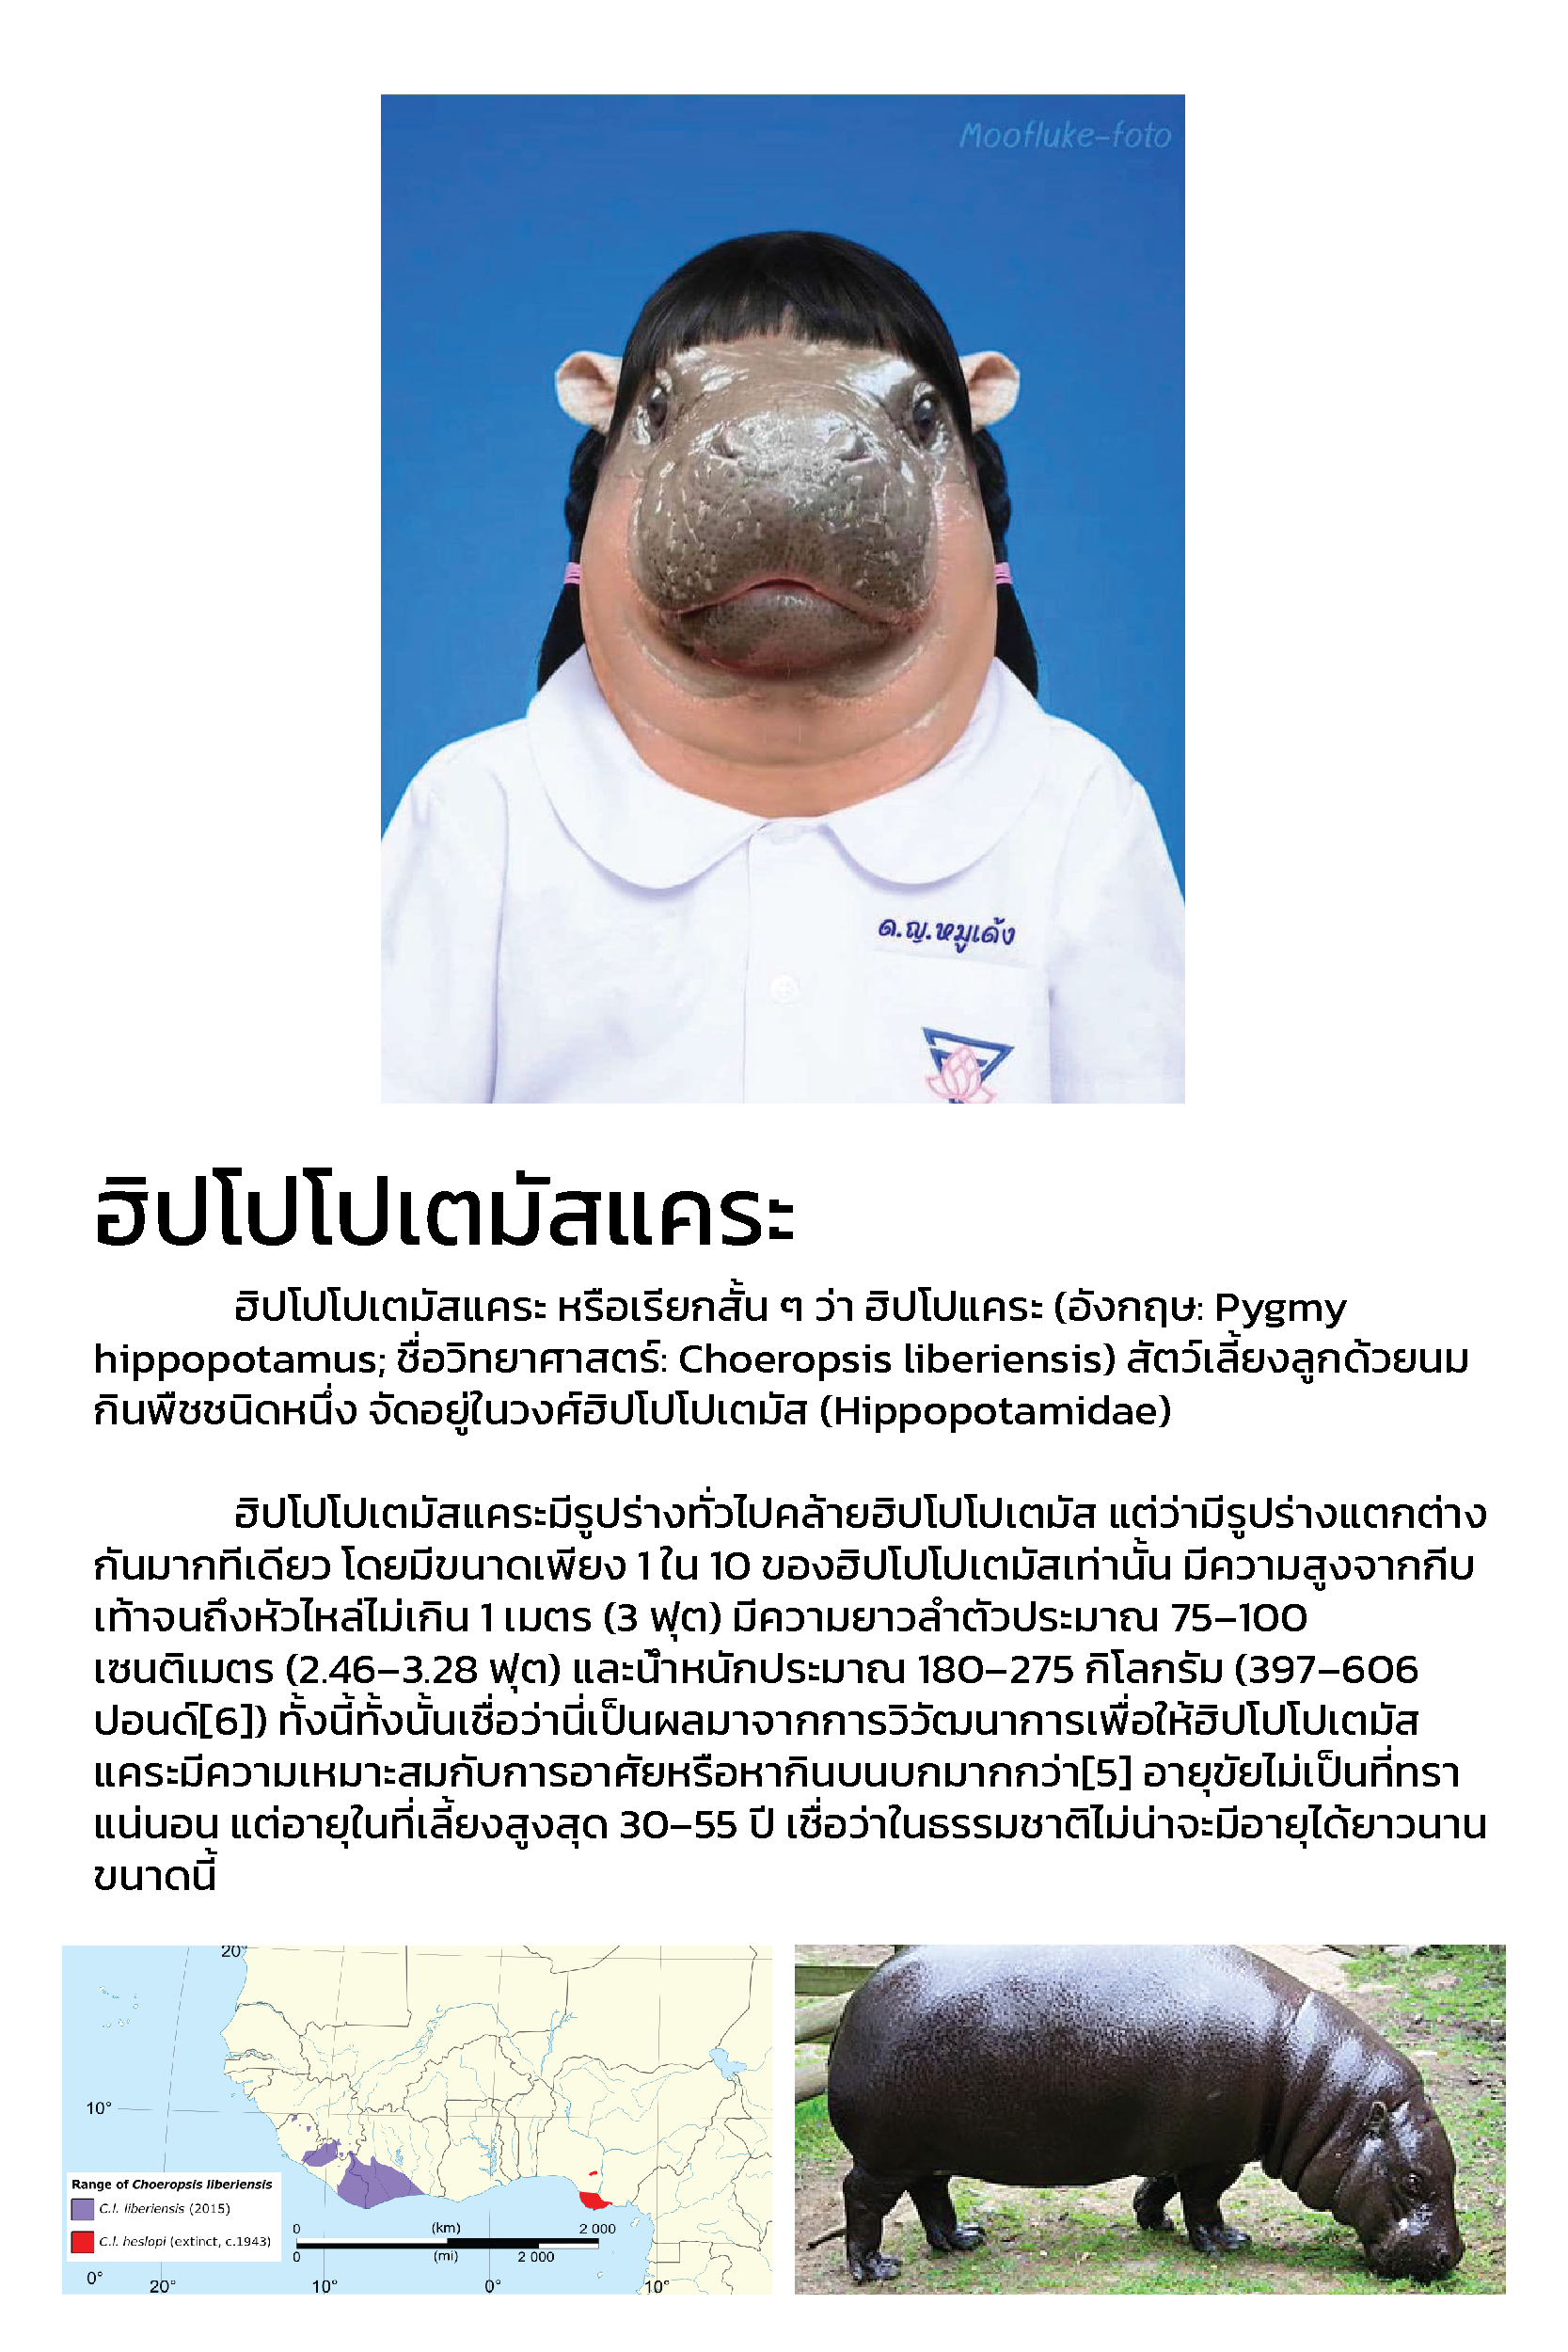 Moofluke-foto
ด.ญ.หมูเด้ง
ฮิปโปโปเตมัสแคระ
ฮิปโปโปเตมัสแคระ หรือเรียกสั้น ๆ ว่า ฮิปโปแคระ (อังกฤษ: Pygmy
hippopotamus; ชื่อวิทยาศาสตร์: Choeropsis liberiensis) สัตว์เลี้ยงลูกด้วยนม
กินพืชชนิดหนึ่ง จัดอยู่ในวงศ์ฮิปโปโปเตมัส (Hippopotamidae)
ฮิปโปโปเตมัสแคระมีรูปร่างทั่วไปคล้ายฮิปโปโปเตมัส แต่ว่ามีรูปร่างแตกต่าง
กันมากทีเดียว โดยมีขนาดเพียง 1 ใน 10 ของฮิปโปโปเตมัสเท่านั้น มีความสูงจากกีบ
เท้าจนถึงหัวไหล่ไม่เกิน 1 เมตร (3 ฟุต) มีความยาวลำตัวประมาณ 75–100
เซนติเมตร (2.46–3.28 ฟุต) และน้ำหนักประมาณ 180–275 กิโลกรัม (397–606
ปอนด์[6]) ทั้งนี้ทั้งนั้นเชื่อว่านี่เป็นผลมาจากการวิวัฒนาการเพื่อให้ฮิปโปโปเตมัส
แคระมีความเหมาะสมกับการอาศัยหรือหากินบนบกมากกว่า[5] อายุขัยไม่เป็นที่ทรา
แน่นอน แต่อายุในที่เลี้ยงสูงสุด 30–55 ปี เชื่อว่าในธรรมชาติไม่น่าจะมีอายุได้ยาวนาน
ขนาดนี้
20°
10°
Range of Choeropsis liberiensis
C.l. liberiensis (2015)
C.l. heslopi (extinct, c.1943)
0 (km) 2 000
0 (mi) 2 000
0°
20° 10° 0° 10°